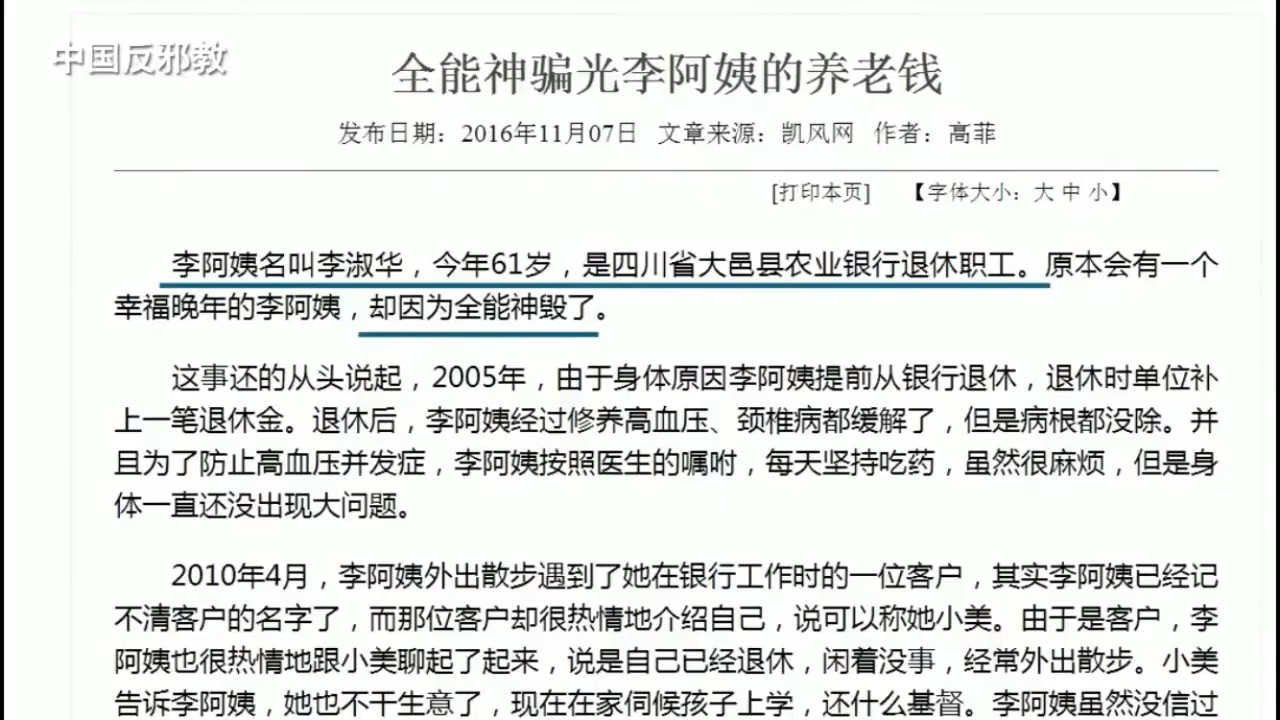 中国反邪教
全能神骗光李阿姨的养老钱
发布日期：2016年11月07日 文章来源：凯风网 作者：高菲
[打印本页] 【字体大小：大 中 小】
李阿姨名叫李淑华，今年61岁，是四川省大邑县农业银行退休职工。原本会有一个
幸福晚年的李阿姨，却因为全能神毁了。
这事还的从头说起，2005年，由于身体原因李阿姨提前从银行退休，退休时单位补
上一笔退休金。退休后，李阿姨经过修养高血压、颈椎病都缓解了，但是病根都没除。并
且为了防止高血压并发症，李阿姨按照医生的嘱咐，每天坚持吃药，虽然很麻烦，但是身
体一直还没出现大问题。
2010年4月，李阿姨外出散步遇到了她在银行工作时的一位客户，其实李阿姨已经记
不清客户的名字了，而那位客户却很热情地介绍自己，说可以称她小美。由于是客户，李
阿姨也很热情地跟小美聊起了起来，说是自己已经退休，闲着没事，经常外出散步。小美
告诉李阿姨，她也不干生意了，现在在家伺候孩子上学，还什么基督。李阿姨虽然没信过